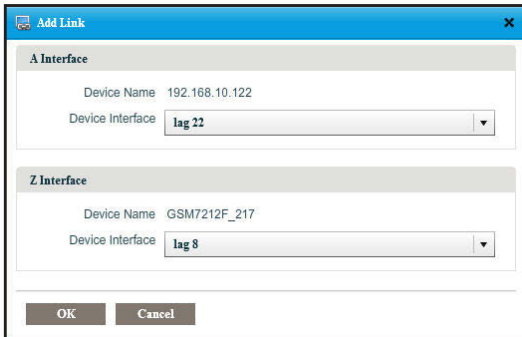 Add Link
A Interface
Device Name 192.168.10.122
Device Interface lag 22
Z Interface
Device Name GSM7212F_217
Device Interface lag 8
OK Cancel